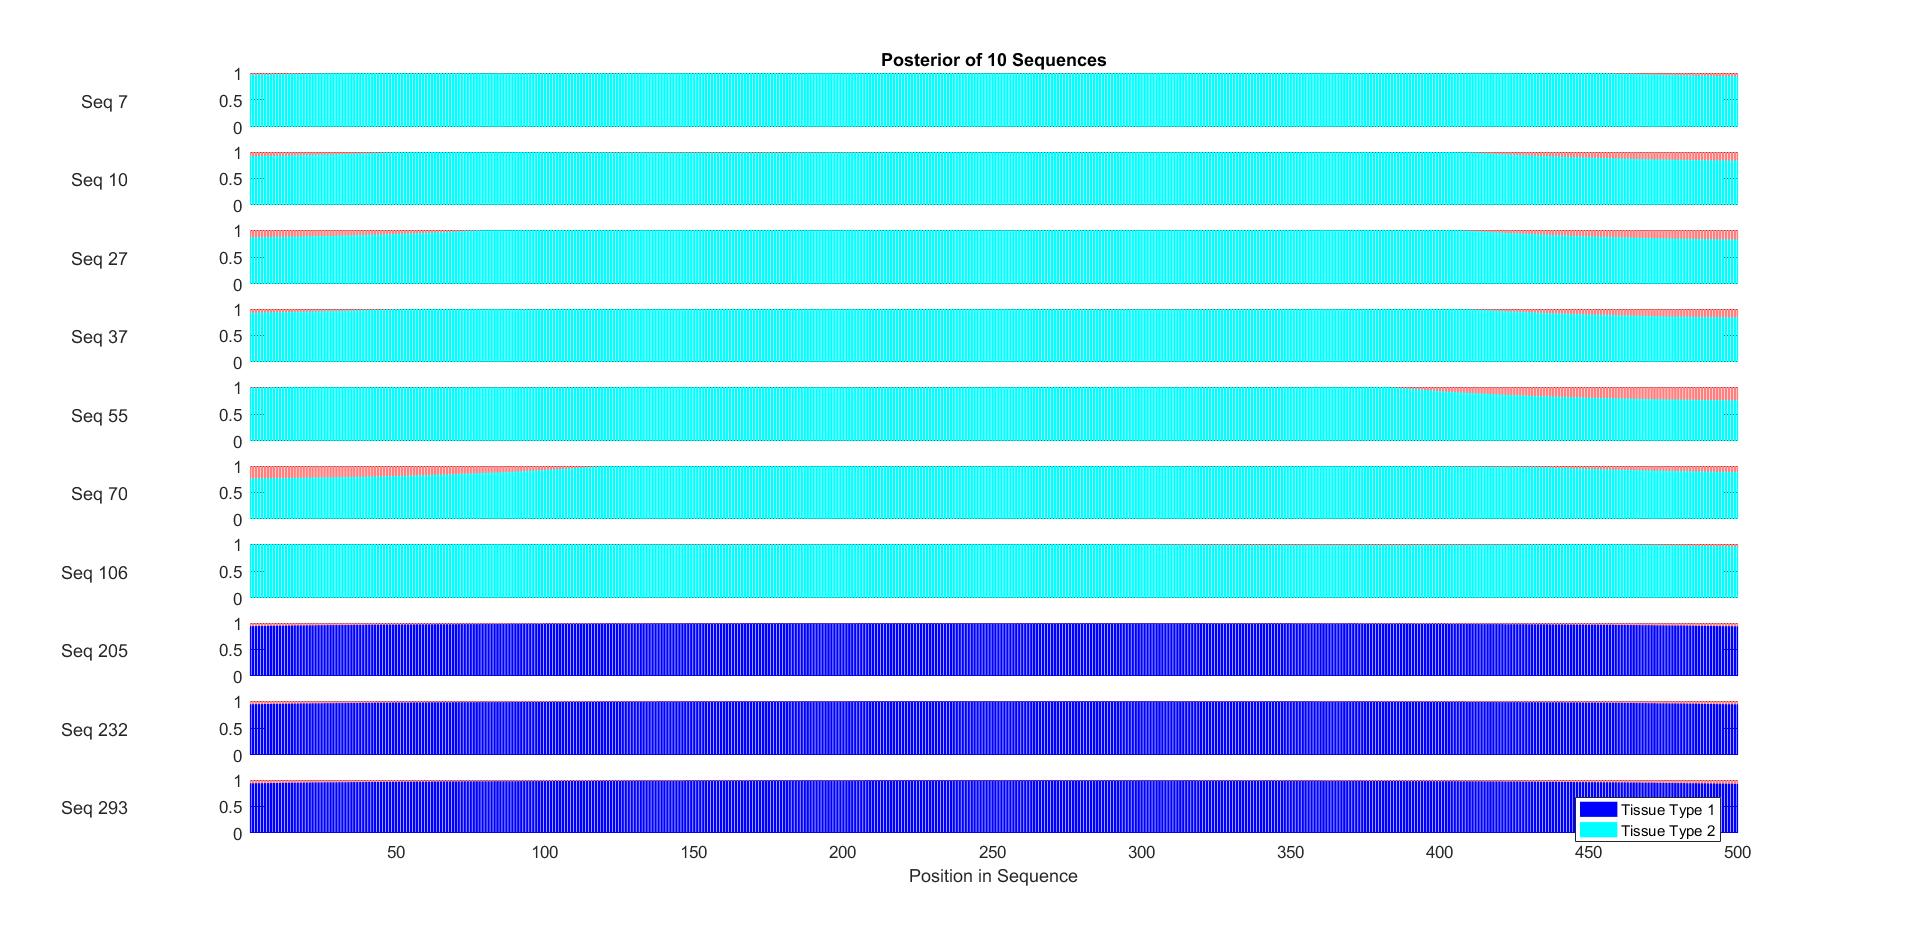 Posterior of 10 Sequences
Seq 7
1
0.5
0
Seq 10
1
0.5
0
Seq 27
1
0.5
0
Seq 37
1
0.5
0
Seq 55
1
0.5
0
Seq 70
1
0.5
0
Seq 106
1
0.5
0
Seq 205
1
0.5
0
Seq 232
1
0.5
0
Seq 293
1
0.5
0
Tissue Type 1
Tissue Type 2
50 100 150 200 250 300 350 400 450 500
Position in Sequence